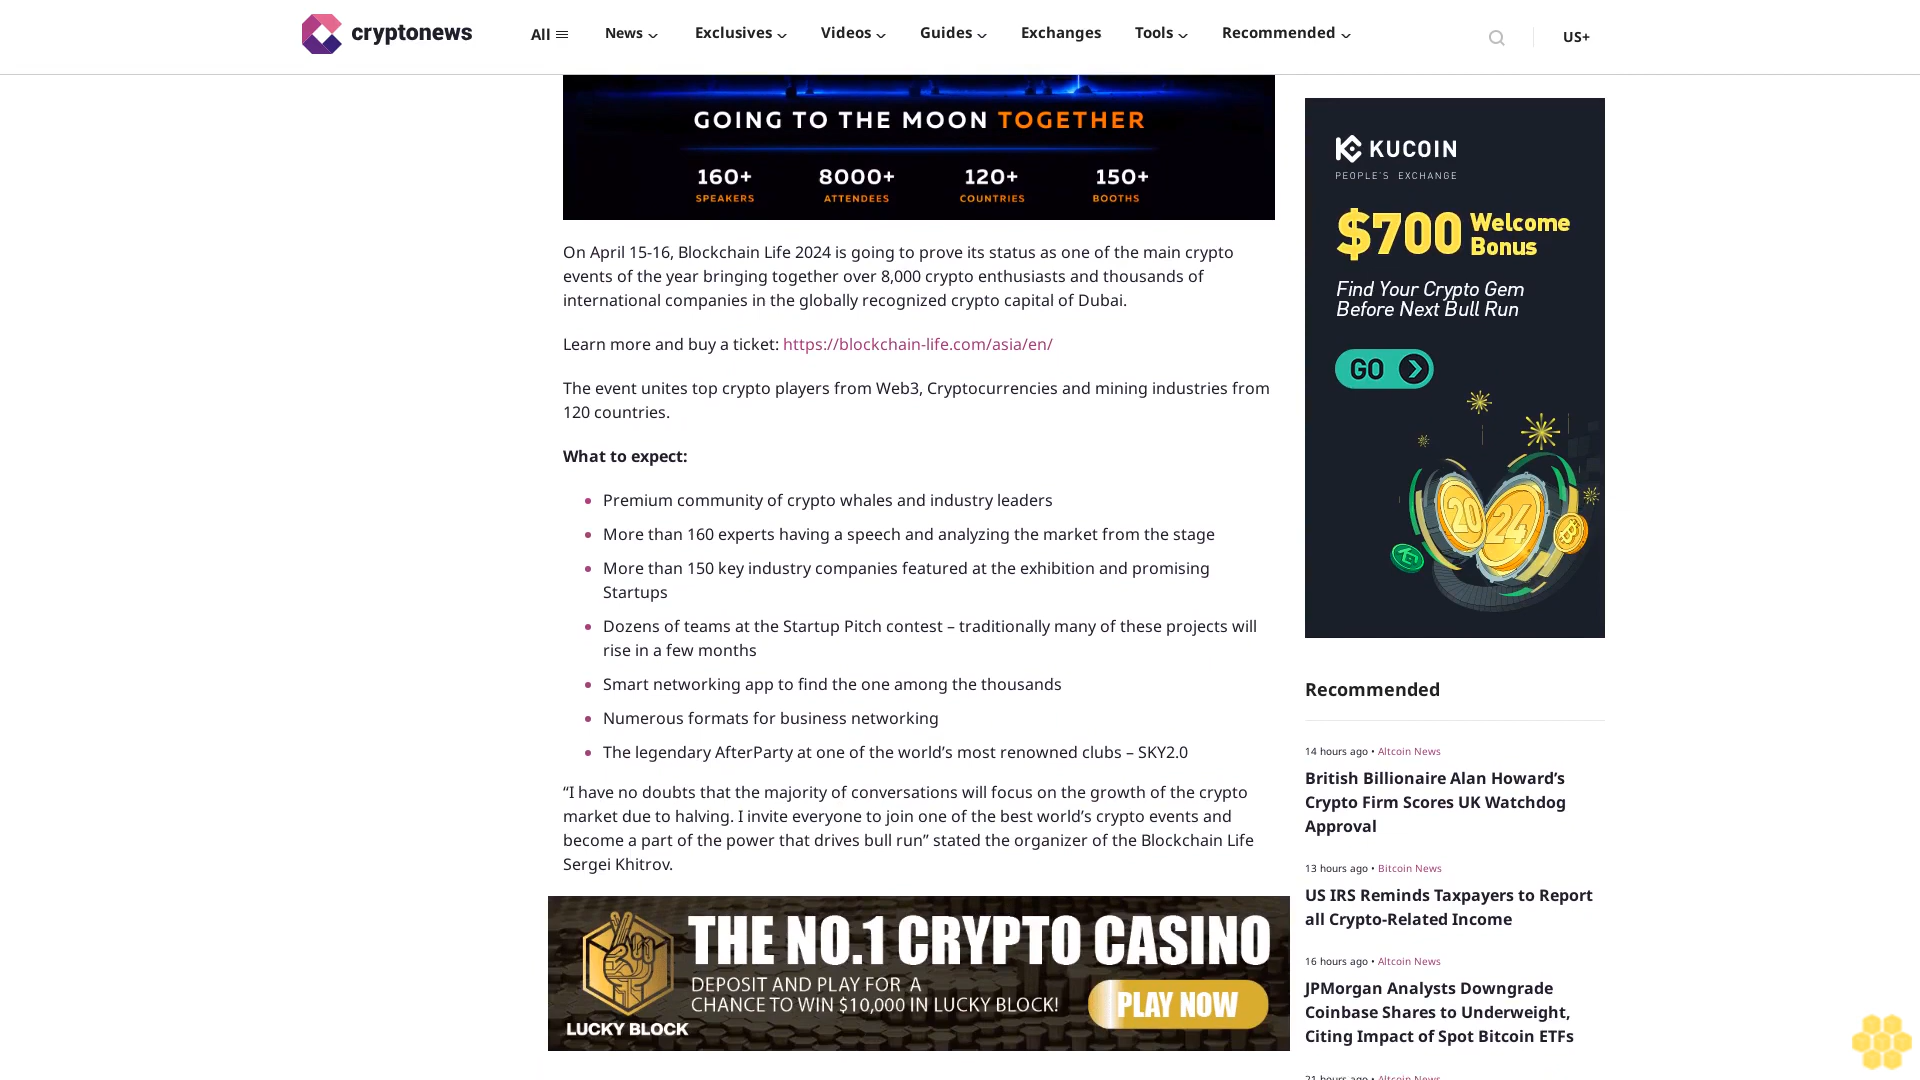 cryptonews
All
News
Exclusives
Videos
Guides
Exchanges
Tools
Recommended
US+
GOING TO THE MOON TOGETHER
160+
SPEAKERS
8000+
ATTENDEES
120+
COUNTRIES
150+
BOOTHS
On April 15-16, Blockchain Life 2024 is going to prove its status as one of the main crypto
events of the year bringing together over 8,000 crypto enthusiasts and thousands of
international companies in the globally recognized crypto capital of Dubai.
Learn more and buy a ticket: https://blockchain-life.com/asia/en/
The event unites top crypto players from Web3, Cryptocurrencies and mining industries from
120 countries.
What to expect:
Premium community of crypto whales and industry leaders
More than 160 experts having a speech and analyzing the market from the stage
More than 150 key industry companies featured at the exhibition and promising
Startups
Dozens of teams at the Startup Pitch contest – traditionally many of these projects will
rise in a few months
Smart networking app to find the one among the thousands
Numerous formats for business networking
The legendary AfterParty at one of the world’s most renowned clubs – SKY2.0
“I have no doubts that the majority of conversations will focus on the growth of the crypto
market due to halving. I invite everyone to join one of the best world’s crypto events and
become a part of the power that drives bull run” stated the organizer of the Blockchain Life
Sergei Khitrov.
THE NO.1 CRYPTO CASINO
DEPOSIT AND PLAY FOR A
CHANCE TO WIN $10,000 IN LUCKY BLOCK!
PLAY NOW
LUCKY BLOCK
KUCOIN
PEOPLE'S EXCHANGE
$700 Welcome
Bonus
Find Your Crypto Gem
Before Next Bull Run
GO
20
24
Recommended
14 hours ago • Altcoin News
British Billionaire Alan Howard’s
Crypto Firm Scores UK Watchdog
Approval
13 hours ago • Bitcoin News
US IRS Reminds Taxpayers to Report
all Crypto-Related Income
16 hours ago • Altcoin News
JPMorgan Analysts Downgrade
Coinbase Shares to Underweight,
Citing Impact of Spot Bitcoin ETFs
21 hours ago • Altcoin News